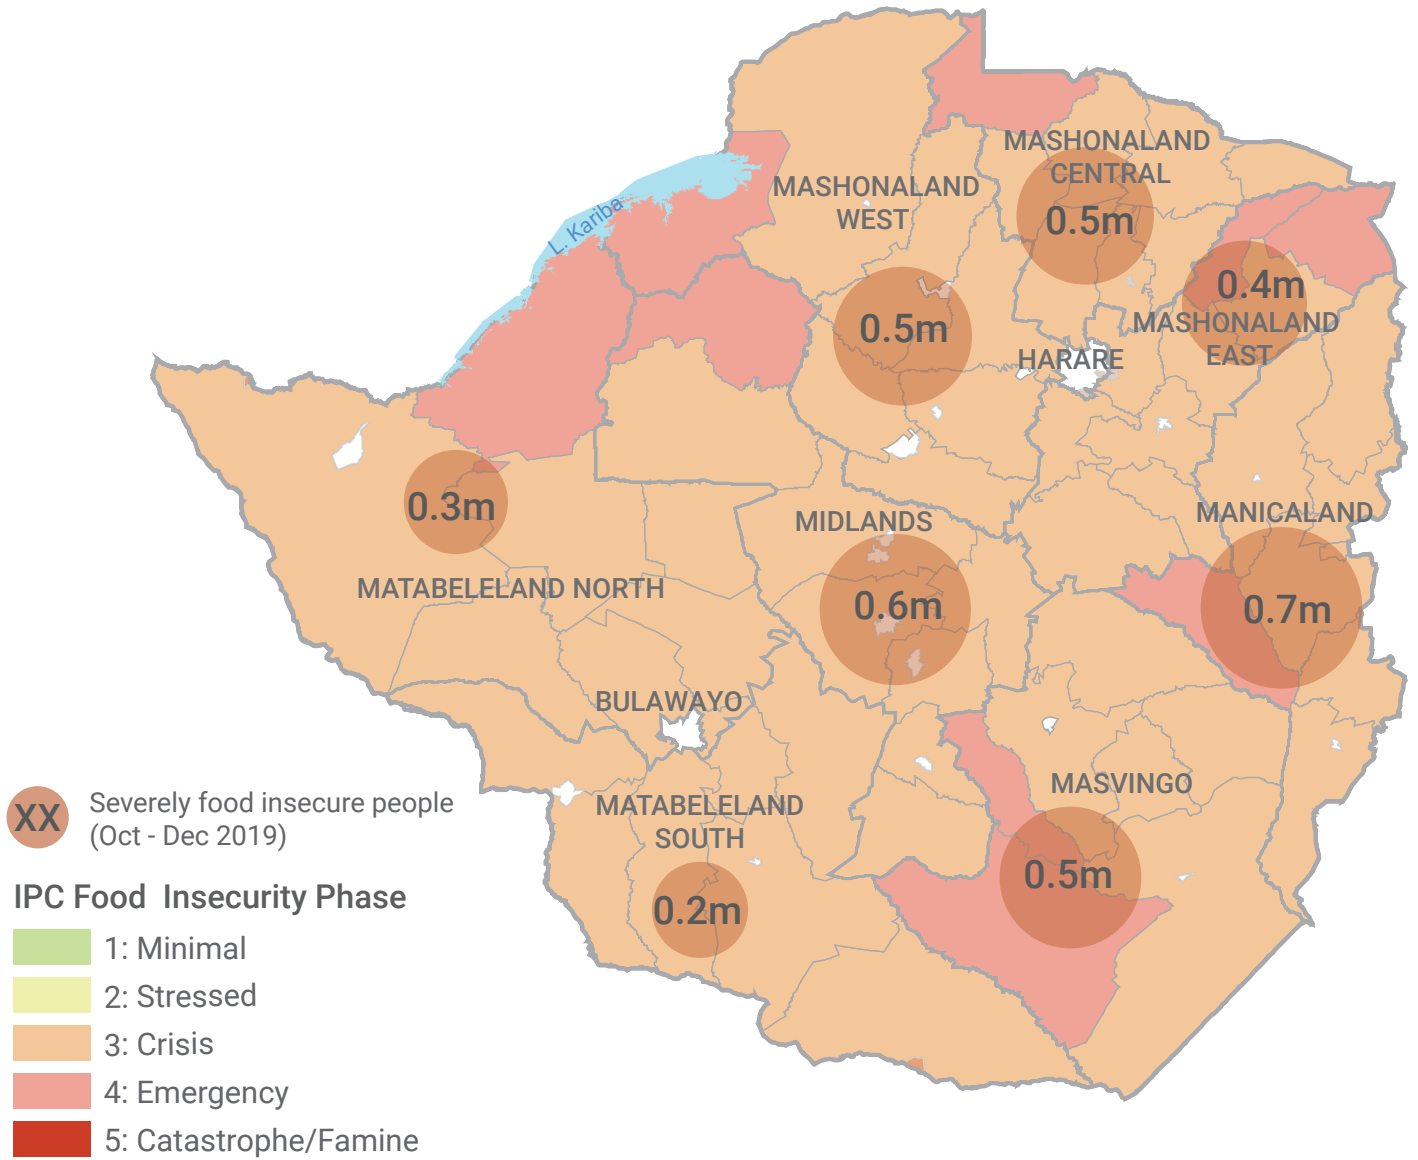 MASHONALAND
CENTRAL
0.5m
MASHONALAND
WEST
L. Kariba
0.4m
MASHONALAND
EAST
0.5m
HARARE
0.3m
MIDLANDS
MANICALAND
MATABELELAND NORTH
0.6m
0.7m
BULAWAYO
MASVINGO
MATABELELAND
SOUTH
0.5m
0.2m
XX
Severely food insecure people
(Oct - Dec 2019)
IPC Food Insecurity Phase
1: Minimal
2: Stressed
3: Crisis
4: Emergency
5: Catastrophe/Famine